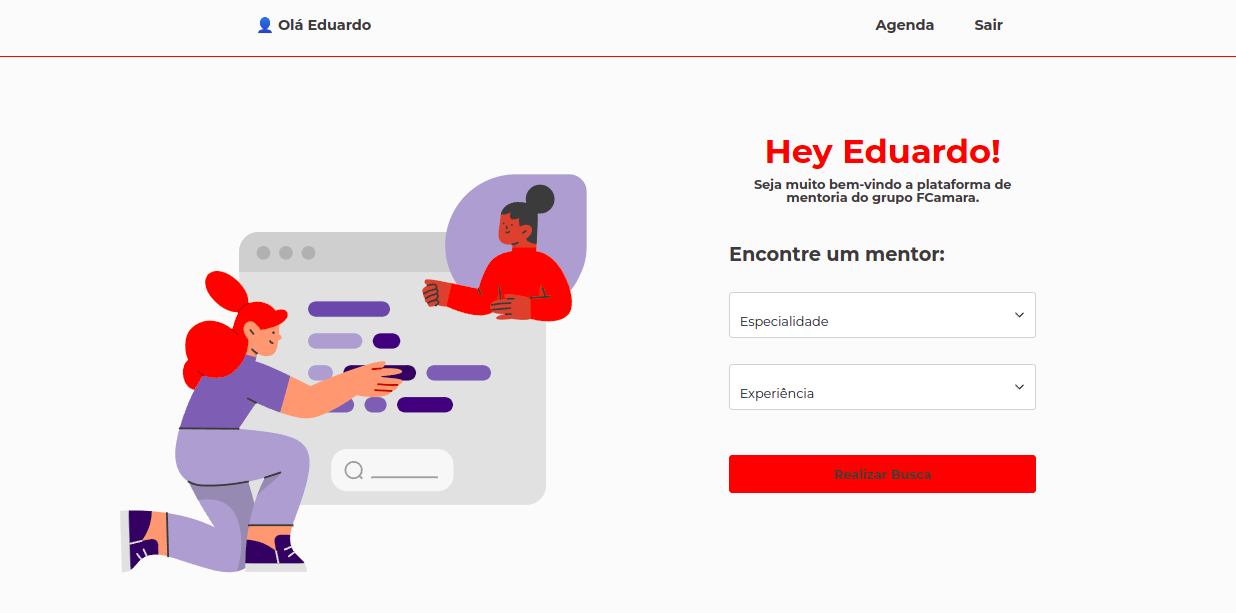 👤 Olá Eduardo
Agenda
Sair
Hey Eduardo!
Seja muito bem-vindo a plataforma de
mentoria do grupo FCamara.
Encontre um mentor:
Especialidade
Experiência
Realizar Busca